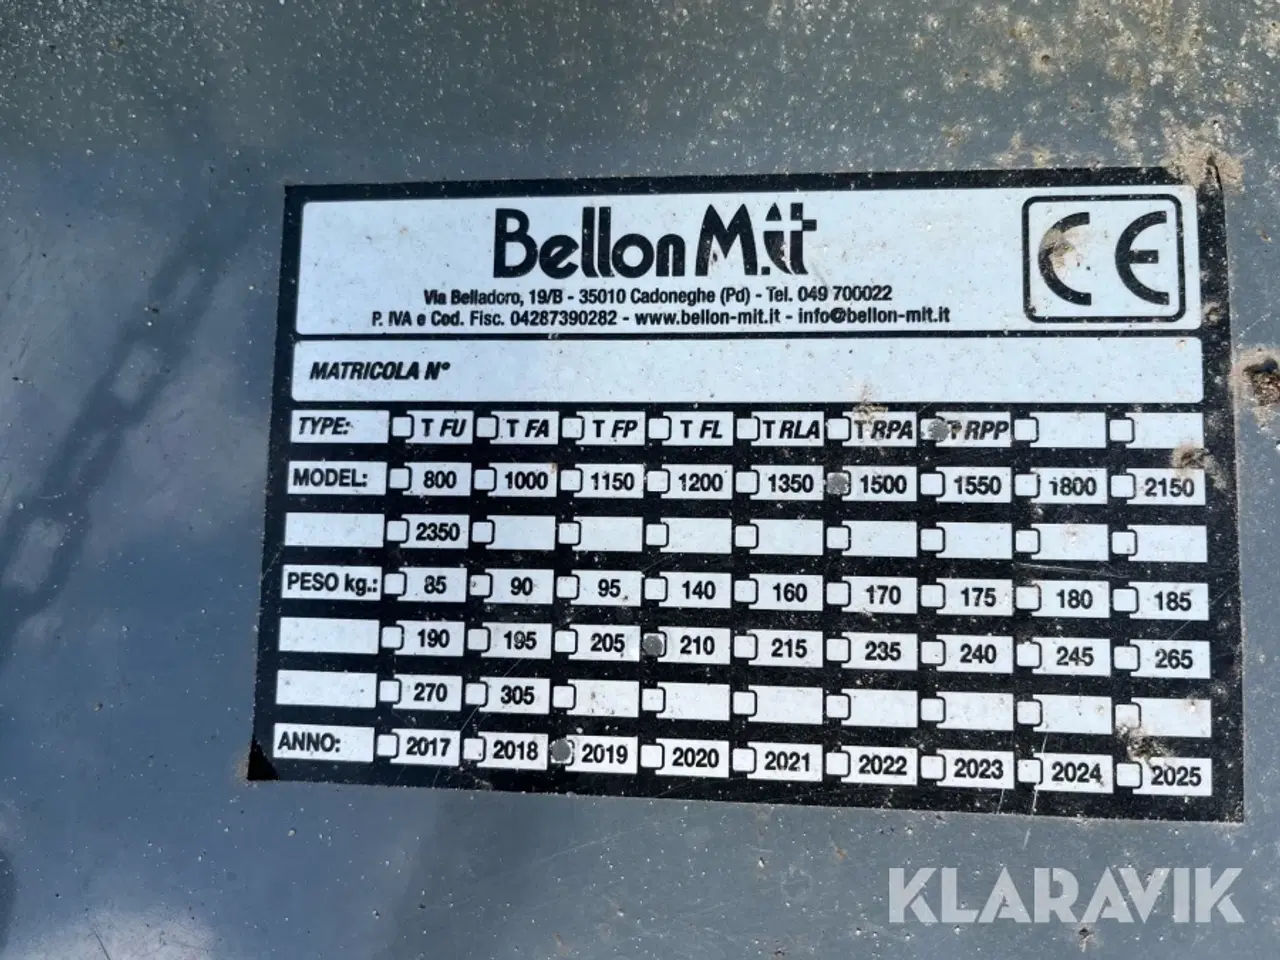 Bellon M.it
Via Belladoro, 19/B - 35010 Cadoneghe (Pd) - Tel. 049 700022
P. IVA e Cod. Fisc. 04287390282 - www.bellon-mit.it - info@bellon-mit.it
CE
MATRICOLA N°
TYPE: T FU T FA T FP T FL T RLA T RPA T RPP
MODEL: 800 1000 1150 1200 1350 1500 1550 1800 2150
2350
PESO kg.: 85 90 95 140 160 170 175 180 185
190 195 205 210 215 235 240 245 265
270 305
ANNO: 2017 2018 2019 2020 2021 2022 2023 2024 2025
KLARAVIK